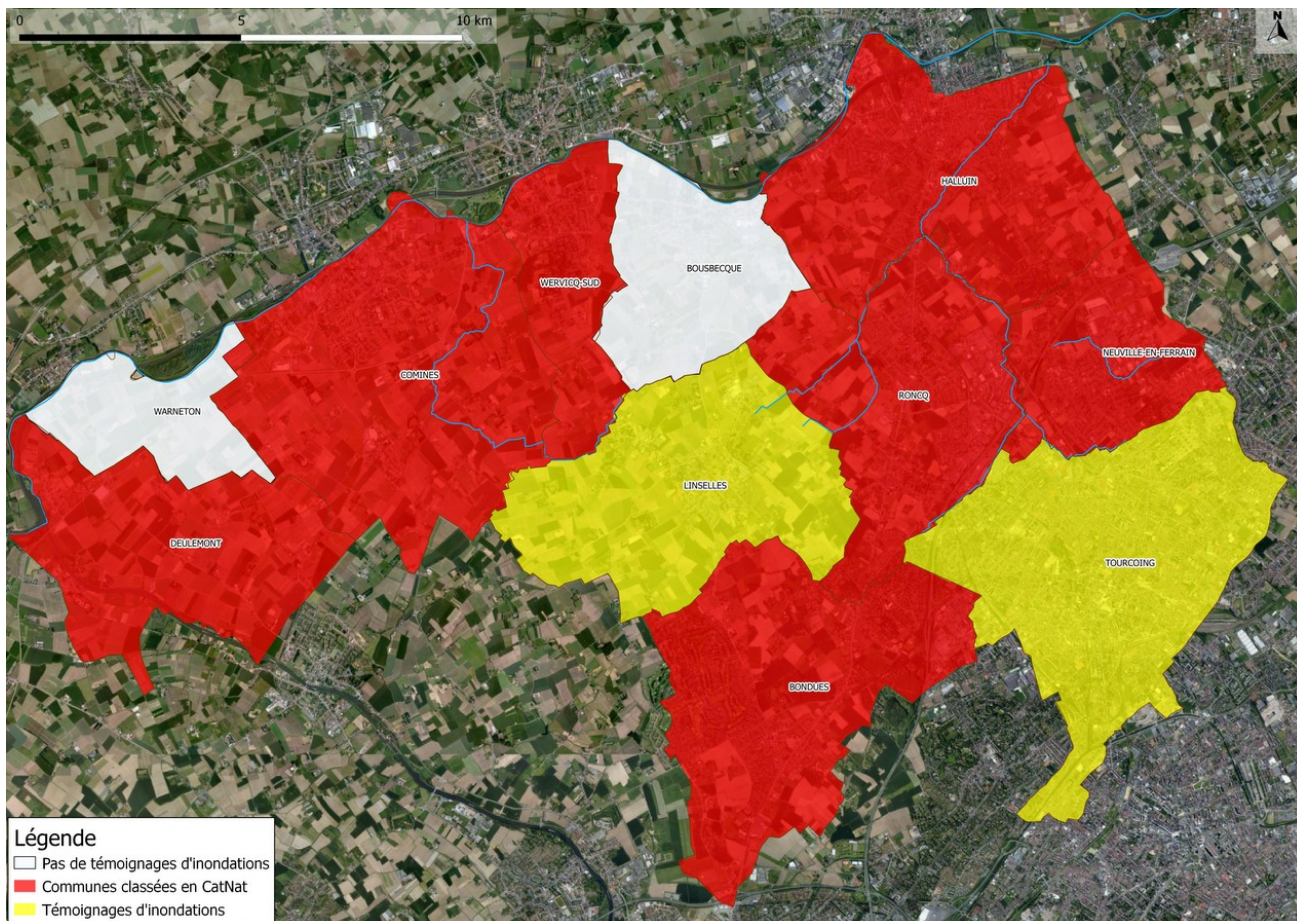 0 5 10 km
N
HALLUIN
BOUSBECQUE
WERVICQ-SUD
NEUVILLE-EN-FERRAIN
COMINES
RONCQ
WARNETON
LINSELLES
DEULEMONT
TOURCOING
BONDUES
Légende
Pas de témoignages d'inondations
Communes classées en CatNat
Témoignages d'inondations